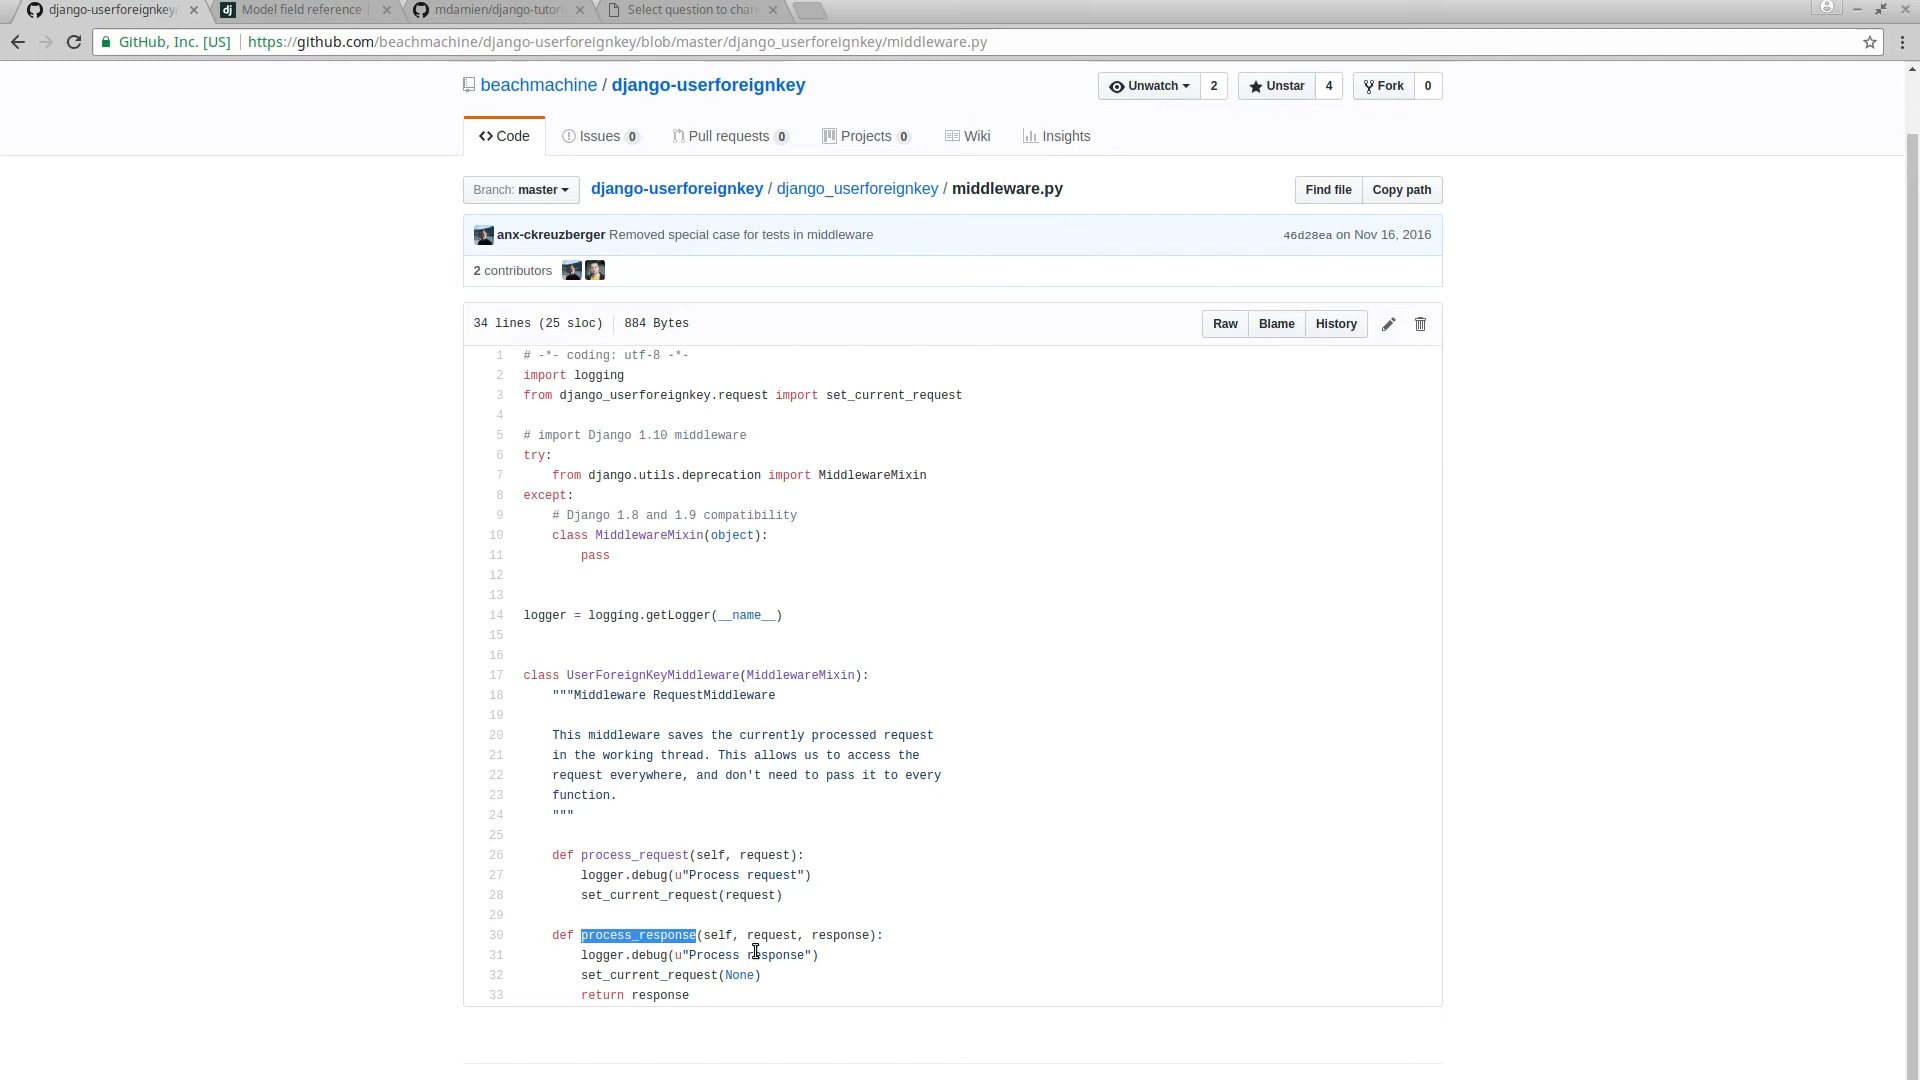 django-userforeignkey/
Model field reference
mdamien/django-tutori
Select question to chan
GitHub, Inc. [US] https://github.com/beachmachine/django-userforeignkey/blob/master/django_userforeignkey/middleware.py
beachmachine / django-userforeignkey
Unwatch 2 Unstar 4 Fork 0
Code Issues 0 Pull requests 0 Projects 0 Wiki Insights
Branch: master django-userforeignkey / django_userforeignkey / middleware.py Find file Copy path
anx-ckreuzberger Removed special case for tests in middleware 46d28ea on Nov 16, 2016
2 contributors
34 lines (25 sloc) 884 Bytes Raw Blame History
1 # -*- coding: utf-8 -*-
2 import logging
3 from django_userforeignkey.request import set_current_request
4
5 # import Django 1.10 middleware
6 try:
7     from django.utils.deprecation import MiddlewareMixin
8 except:
9     # Django 1.8 and 1.9 compatibility
10     class MiddlewareMixin(object):
11         pass
12
13
14 logger = logging.getLogger(__name__)
15
16
17 class UserForeignKeyMiddleware(MiddlewareMixin):
18     """Middleware RequestMiddleware
19
20     This middleware saves the currently processed request
21     in the working thread. This allows us to access the
22     request everywhere, and don't need to pass it to every
23     function.
24     """
25
26     def process_request(self, request):
27         logger.debug(u"Process request")
28         set_current_request(request)
29
30     def process_response(self, request, response):
31         logger.debug(u"Process response")
32         set_current_request(None)
33         return response